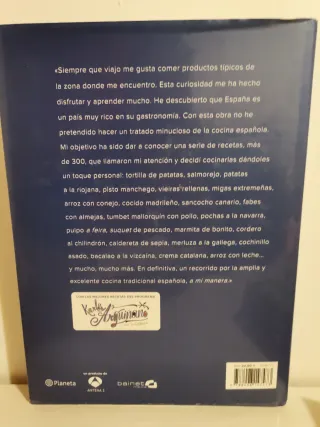 «Siempre que viajo me gusta comer productos típicos de
la zona donde me encuentro. Esta curiosidad me ha hecho
disfrutar y aprender mucho. He descubierto que España es
un país muy rico en su gastronomía. Con esta obra no he
pretendido hacer un tratado minucioso de la cocina española.
Mi objetivo ha sido dar a conocer una serie de recetas, más
de 300, que llamaron mi atención y decidí cocinarlas dándoles
un toque personal: tortilla de patatas, salmorejo, patatas
a la riojana, pisto manchego, vieiras rellenas, migas extremeñas,
arroz con conejo, cocido madrileño, sancocho canario, fabes
con almejas, tumbet mallorquín con pollo, pochas a la navarra,
pulpo a feira, suquet de pescado, marmita de bonito, cordero
al chilindrón, caldereta de sepia, merluza a la gallega, cochinillo
asado, bacalao a la vizcaína, crema catalana, arroz con leche...
y mucho, mucho más. En definitiva, un recorrido por la amplia y
excelente cocina tradicional española, a mi manera.»
Karlos Arguiñano
Planeta
ANTENA 3
bainet